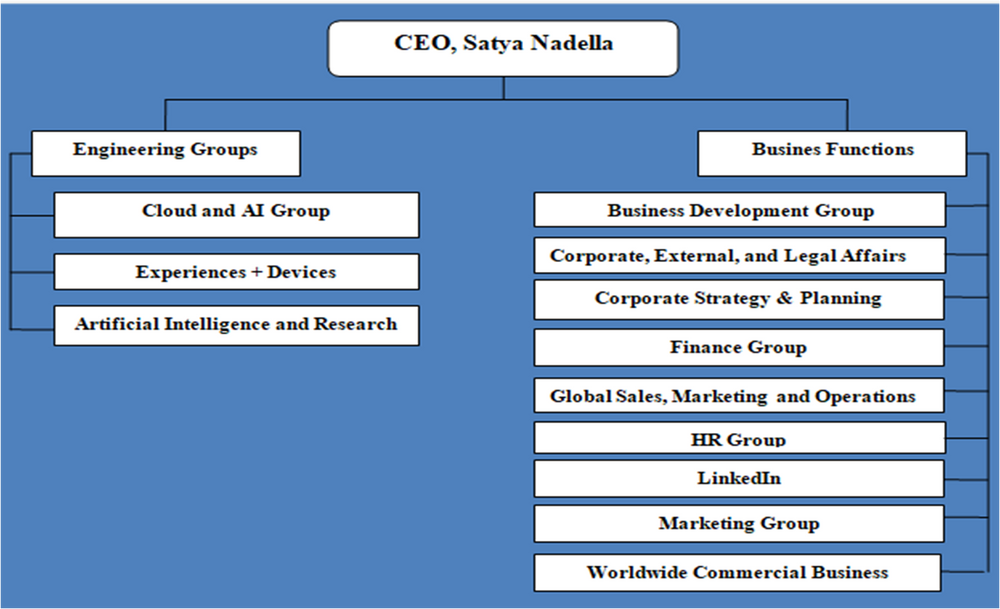 CEO, Satya Nadella
Engineering Groups
Cloud and AI Group
Experiences + Devices
Artificial Intelligence and Research
Busines Functions
Business Development Group
Corporate, External, and Legal Affairs
Corporate Strategy & Planning
Finance Group
Global Sales, Marketing and Operations
HR Group
LinkedIn
Marketing Group
Worldwide Commercial Business